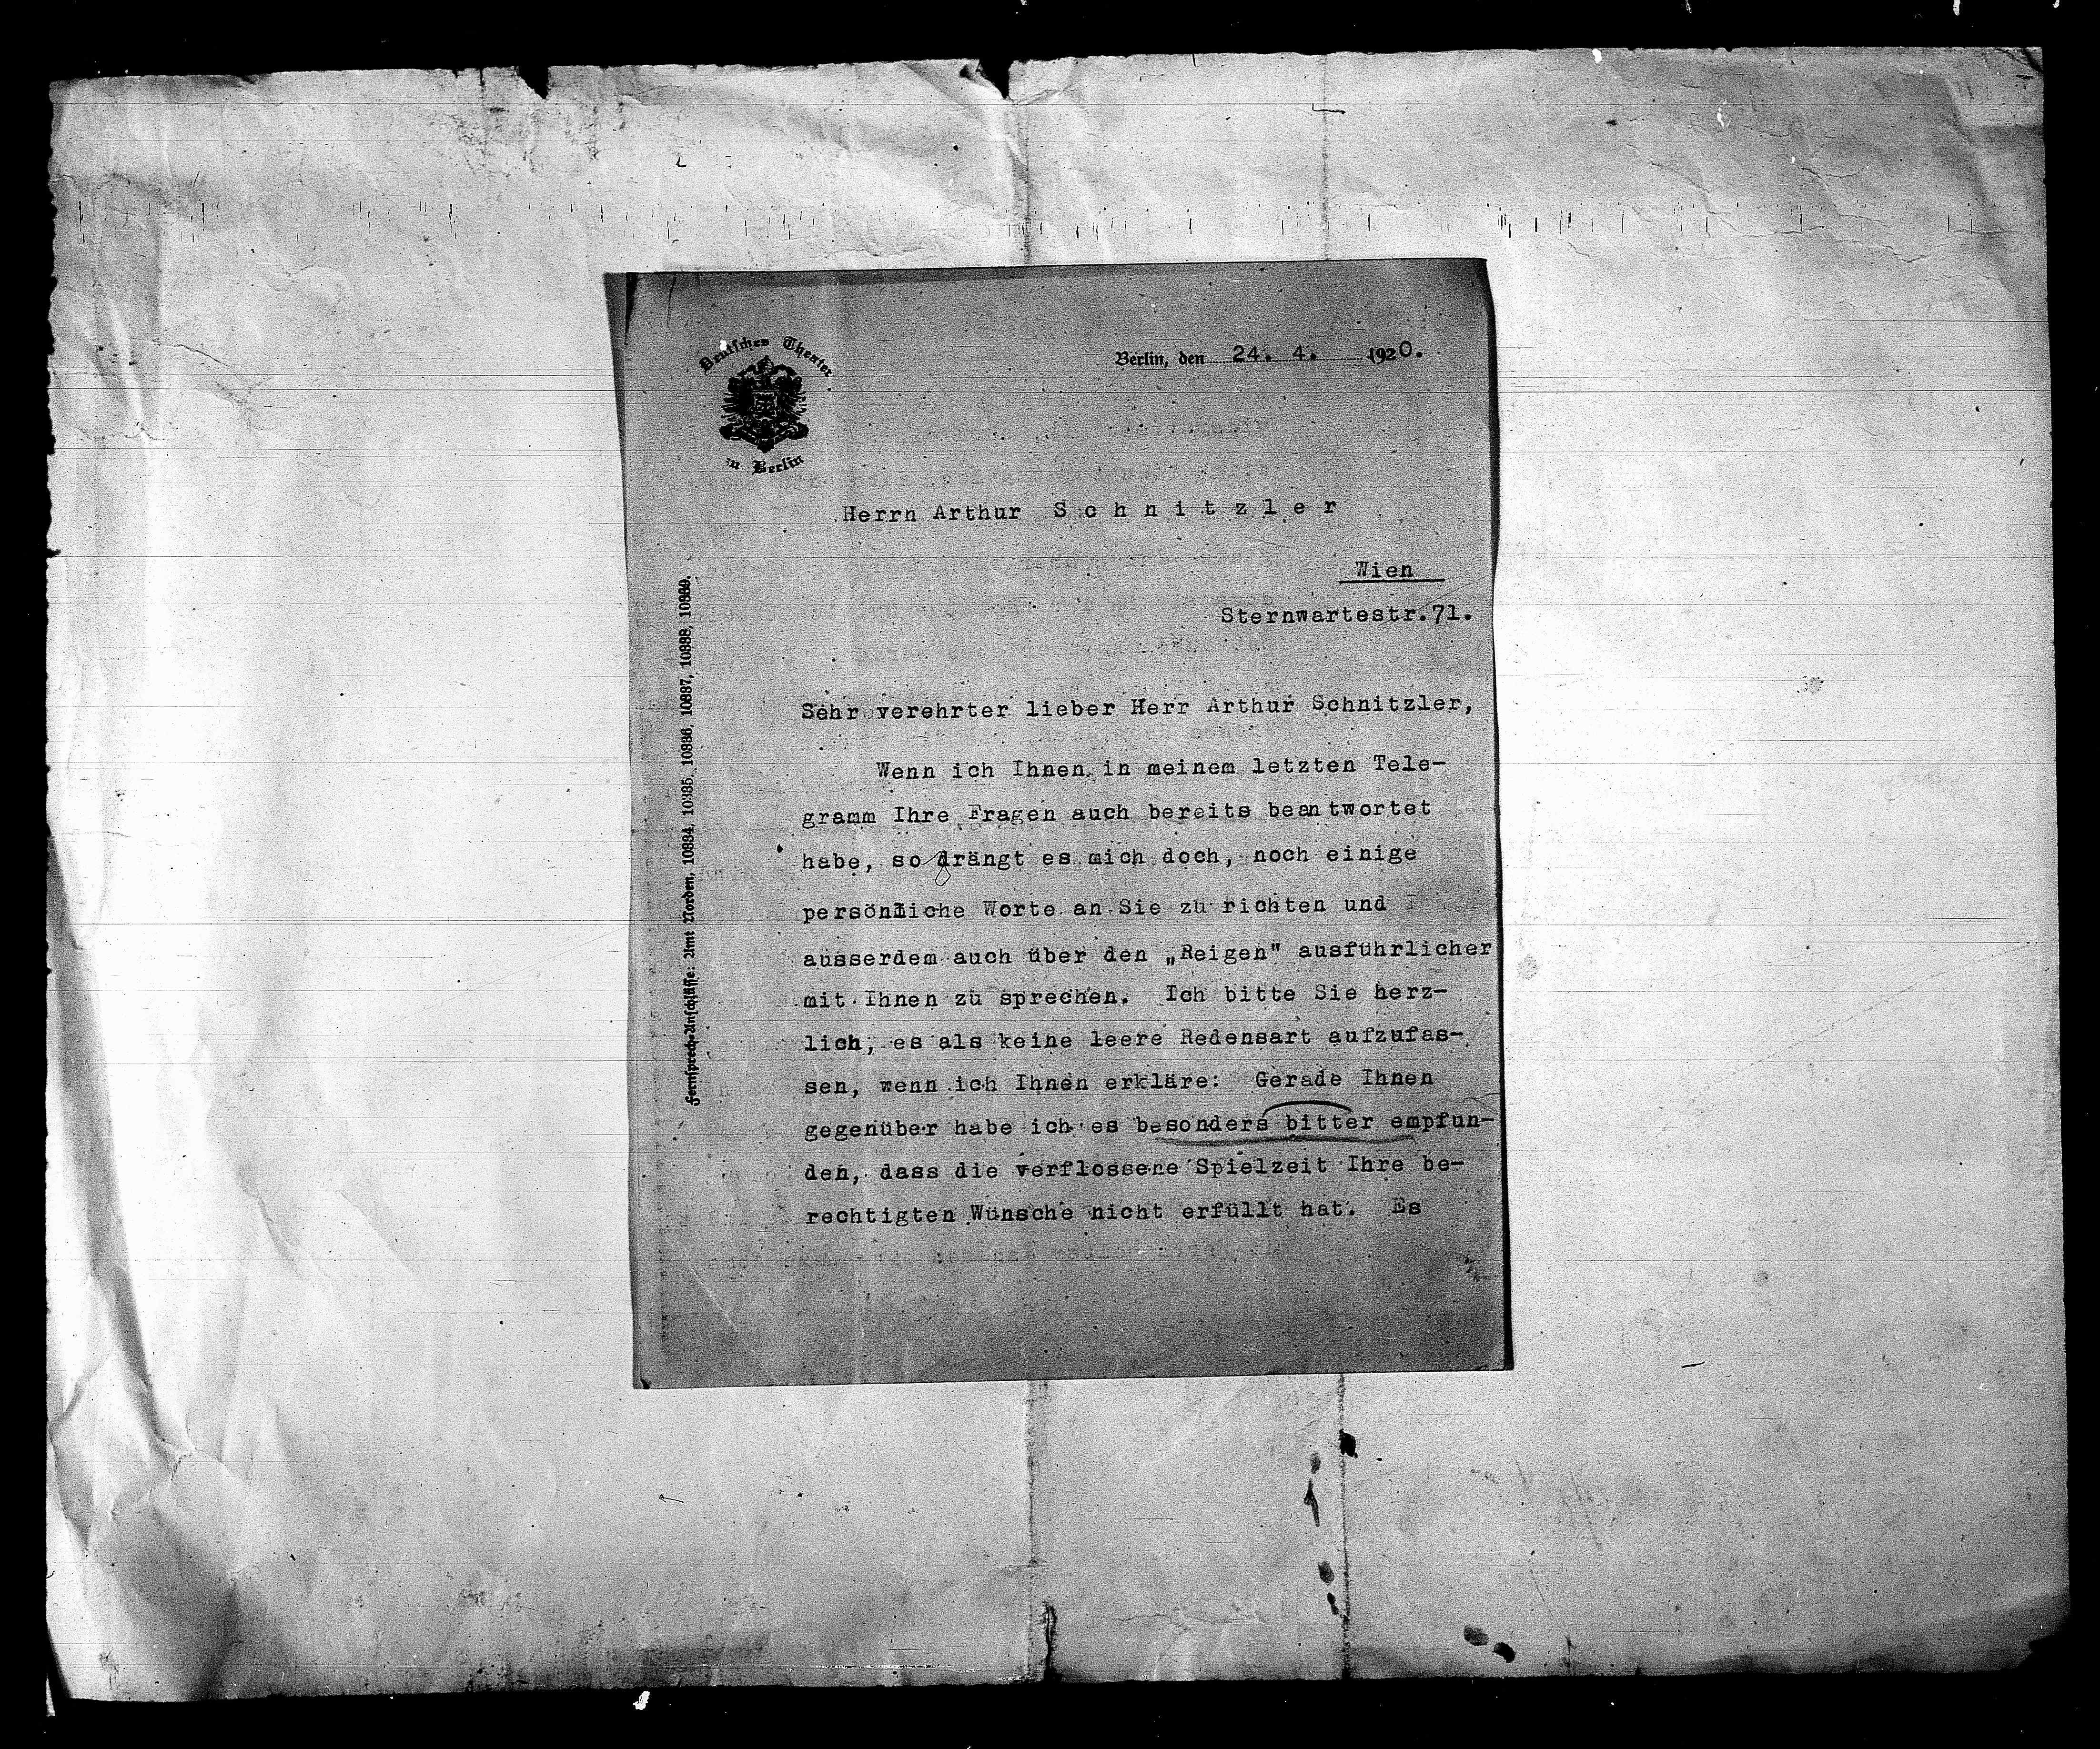 Deutsches Theater
zu Berlin
Berlin, den 24. 4. 1920.
Herrn Arthur Schnitzler
Wien
Sternwartestr.71.
Fernsprech-Anschlüsse: Amt Norden, 10884, 10885, 10886, 10887, 10888, 10889.
Sehr verehrter lieber Herr Arthur Schnitzler,
Wenn ich Ihnen in meinem letzten Tele-
gramm Ihre Fragen auch bereits beantwortet
habe, so drängt es mich doch, noch einige
persönliche Worte an Sie zu richten und
ausserdem auch über den „Reigen" ausführlicher
mit Ihnen zu sprechen. Ich bitte Sie herz-
lich, es als keine leere Redensart aufzufas-
sen, wenn ich Ihnen erkläre: Gerade Ihnen
gegenüber habe ich es besonders bitter empfun-
den, dass die verflossene Spielzeit Ihre be-
rechtigten Wünsche nicht erfüllt hat. Es